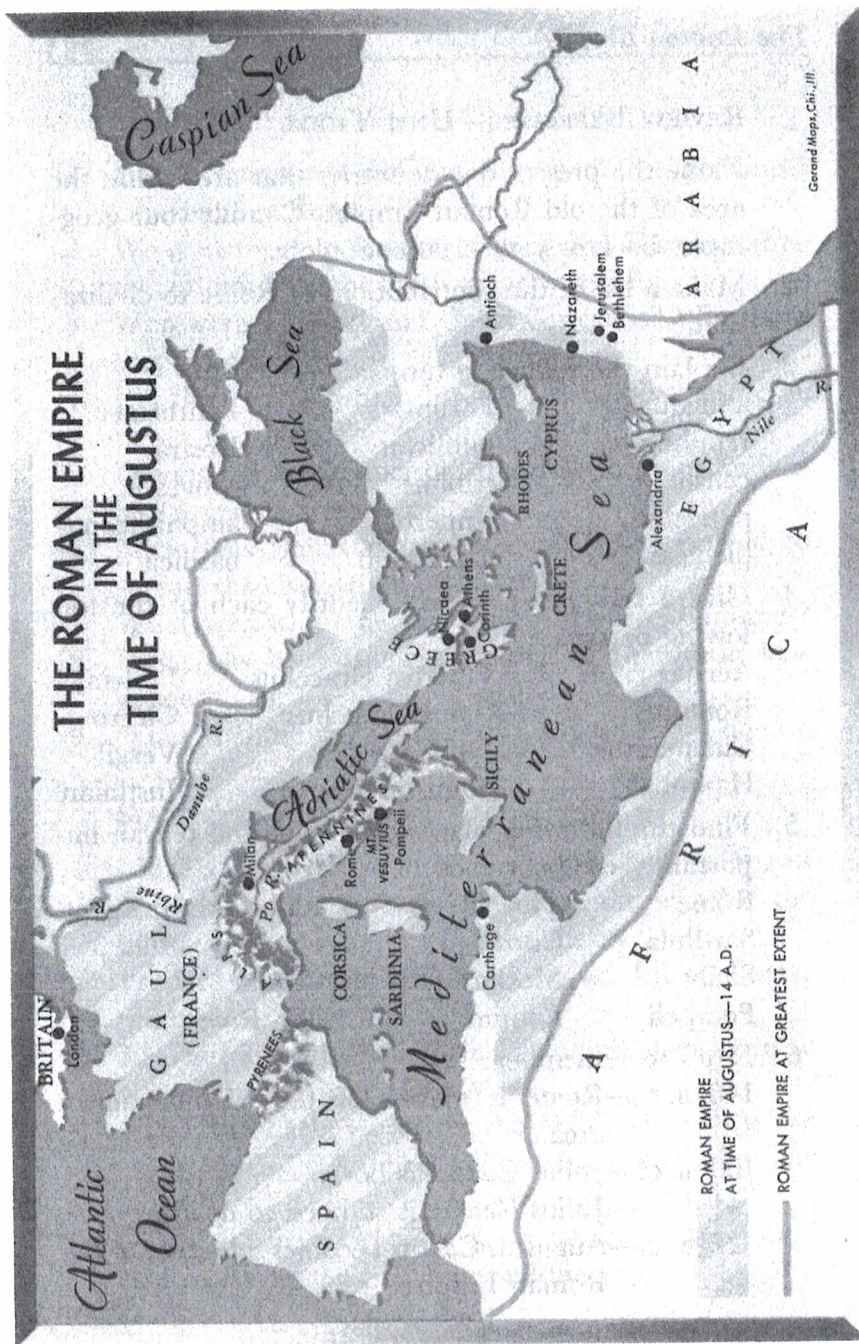 THE ROMAN EMPIRE
IN THE
TIME OF AUGUSTUS
Caspian Sea
Black Sea
Atlantic
Ocean
BRITAIN
London
GAUL
(FRANCE)
Rhine
R.
Danube
R.
ALPS
Milan
Po R.
APENNINES
Adriatic Sea
PYRENEES
SPAIN
CORSICA
SARDINIA
Rome
MT.
VESUVIUS
Pompeii
SICILY
Mediterranean Sea
GREECE
Nicaea
Athens
Corinth
CRETE
RHODES
CYPRUS
Antioch
Nazareth
Jerusalem
Bethlehem
ARABIA
Carthage
Alexandria
EGYPT
Nile
R.
AFRICA
ROMAN EMPIRE
AT TIME OF AUGUSTUS—14 A.D.
ROMAN EMPIRE AT GREATEST EXTENT
Gorand Maps, Chi., Ill.